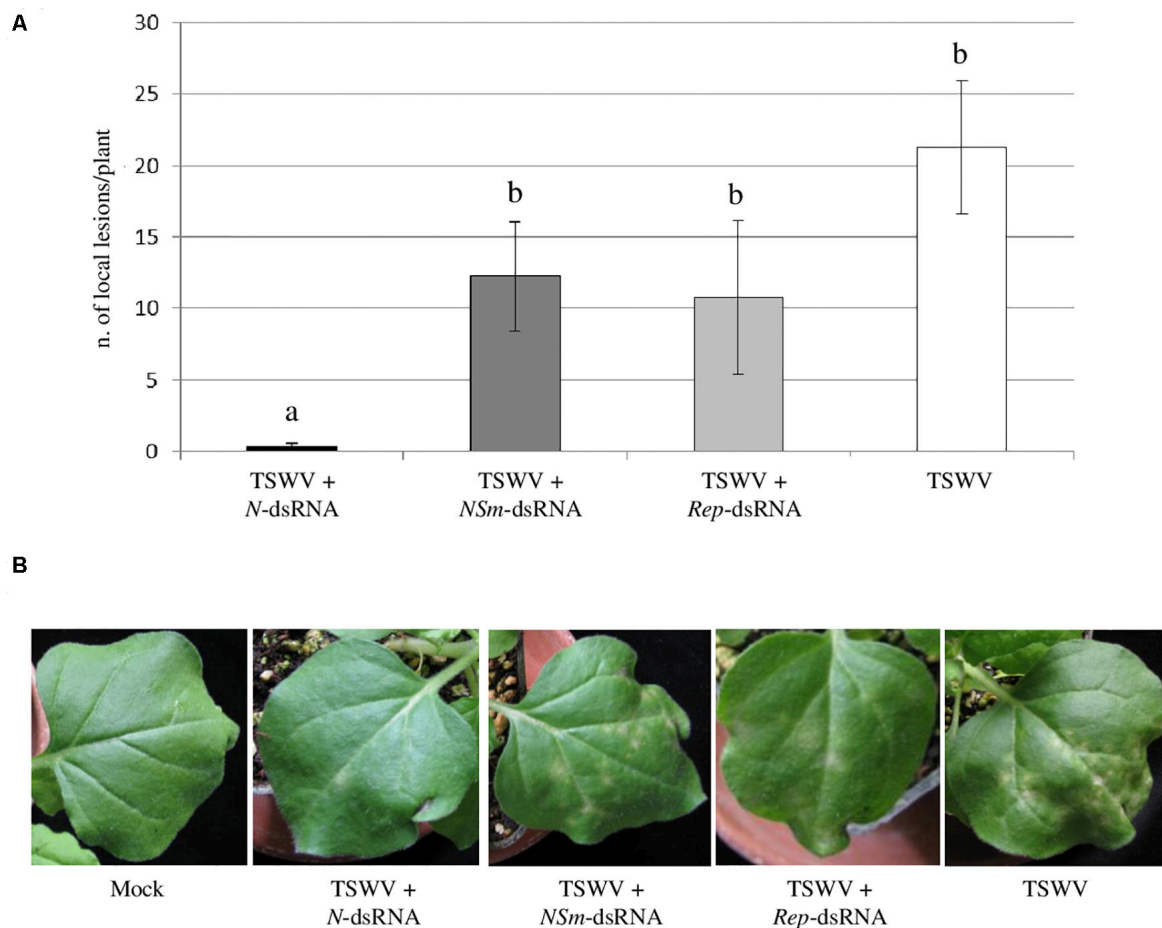 A
30
25
20
15
10
5
0
n. of local lesions/plant
a
b
b
b
TSWV +
N-dsRNA
TSWV +
NSm-dsRNA
TSWV +
Rep-dsRNA
TSWV
B
Mock
TSWV +
N-dsRNA
TSWV +
NSm-dsRNA
TSWV +
Rep-dsRNA
TSWV